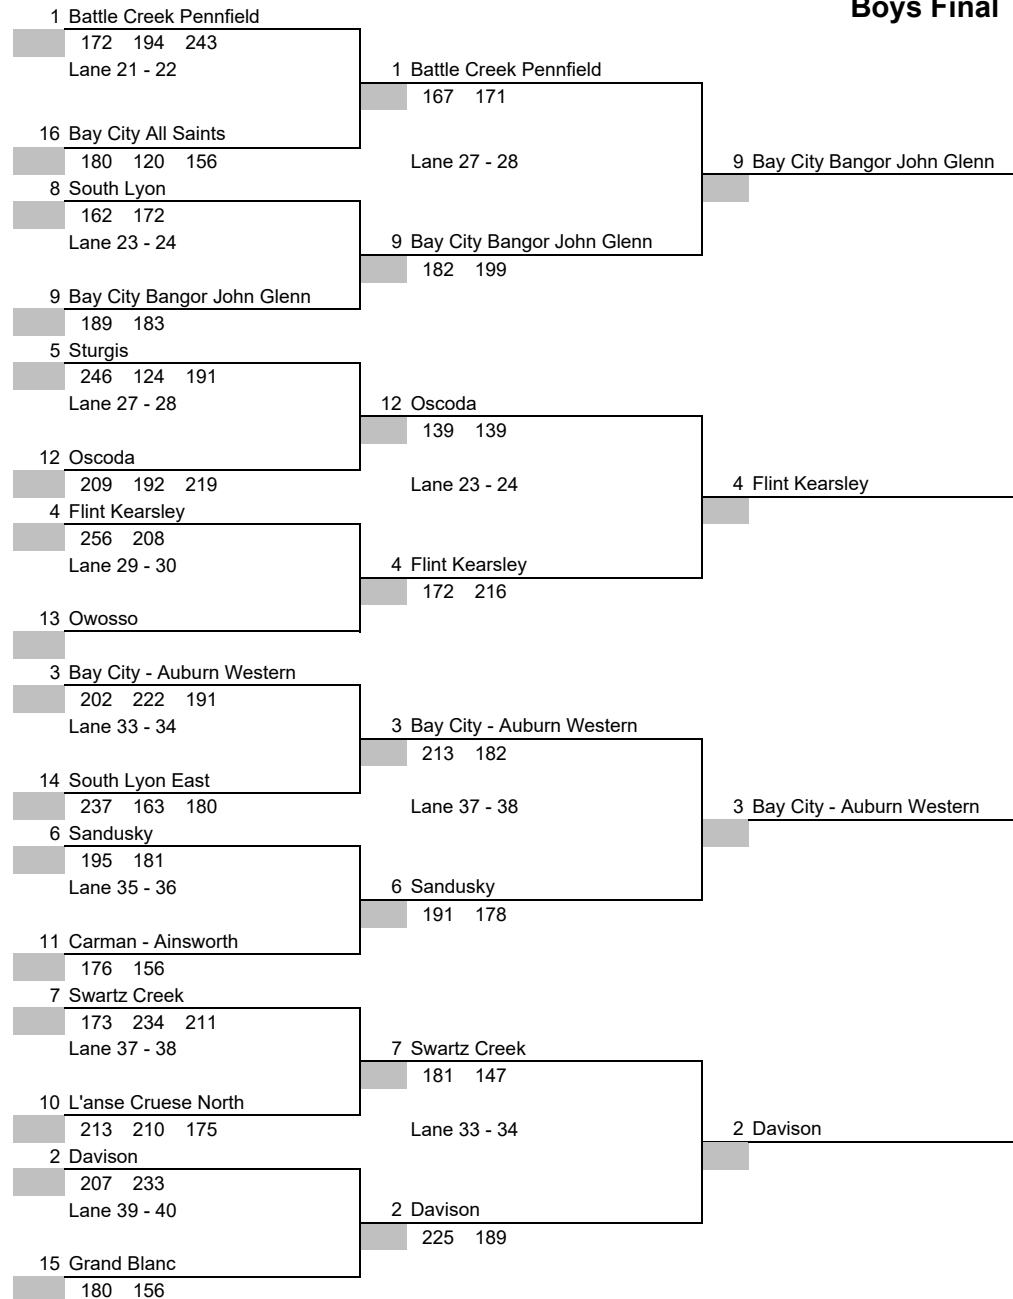 Boys Final
1 Battle Creek Pennfield
172 194 243
Lane 21 - 22
16 Bay City All Saints
180 120 156
8 South Lyon
162 172
Lane 23 - 24
9 Bay City Bangor John Glenn
189 183
5 Sturgis
246 124 191
Lane 27 - 28
12 Oscoda
209 192 219
4 Flint Kearsley
256 208
Lane 29 - 30
13 Owosso
3 Bay City - Auburn Western
202 222 191
Lane 33 - 34
14 South Lyon East
237 163 180
6 Sandusky
195 181
Lane 35 - 36
11 Carman - Ainsworth
176 156
7 Swartz Creek
173 234 211
Lane 37 - 38
10 L'anse Cruese North
213 210 175
2 Davison
207 233
Lane 39 - 40
15 Grand Blanc
180 156
1 Battle Creek Pennfield
167 171
Lane 27 - 28
9 Bay City Bangor John Glenn
182 199
12 Oscoda
139 139
Lane 23 - 24
4 Flint Kearsley
172 216
3 Bay City - Auburn Western
213 182
Lane 37 - 38
6 Sandusky
191 178
7 Swartz Creek
181 147
Lane 33 - 34
2 Davison
225 189
9 Bay City Bangor John Glenn
4 Flint Kearsley
3 Bay City - Auburn Western
2 Davison